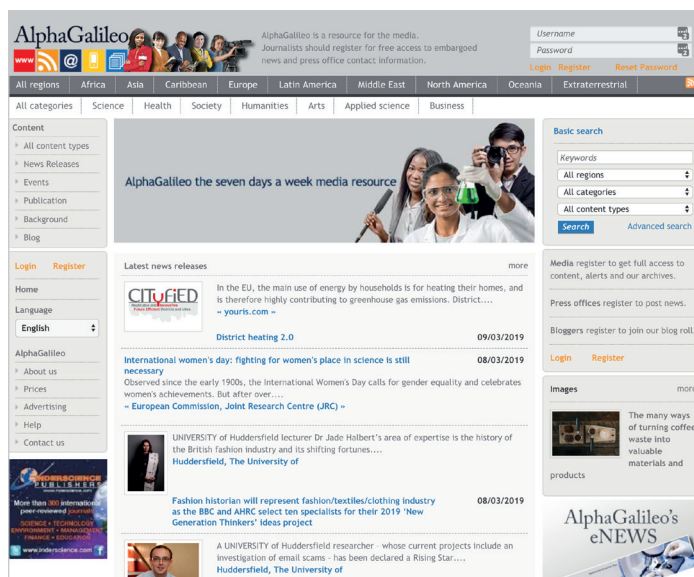 AlphaGalileo
www @
AlphaGalileo is a resource for the media.
Journalists should register for free access to embargoed
news and press office contact information.
Username
Password
Login Register Reset Password
All regions Africa Asia Caribbean Europe Latin America Middle East North America Oceania Extraterrestrial
All categories Science Health Society Humanities Arts Applied science Business
Content
All content types
News Releases
Events
Publication
Background
Blog
Login Register
Home
Language
English
AlphaGalileo
About us
Prices
Advertising
Help
Contact us
INDERSCIENCE
PUBLISHERS
More than 300 international
peer-reviewed journals
SCIENCE • TECHNOLOGY
ENVIRONMENT • MANAGEMENT
FINANCE • EDUCATION
www.inderscience.com
AlphaGalileo the seven days a week media resource
Latest news releases more
CITyFiED
In the EU, the main use of energy by households is for heating their homes, and
is therefore highly contributing to greenhouse gas emissions. District....
« youris.com »
District heating 2.0 09/03/2019
International women's day: fighting for women's place in science is still 08/03/2019
necessary
Observed since the early 1900s, the International Women's Day calls for gender equality and celebrates
women's achievements. But after over....
« European Commission, Joint Research Centre (JRC) »
UNIVERSITY of Huddersfield lecturer Dr Jade Halbert's area of expertise is the history of
the British fashion industry and its shifting fortunes....
Huddersfield, The University of
Fashion historian will represent fashion/textiles/clothing industry 08/03/2019
as the BBC and AHRC select ten specialists for their 2019 'New
Generation Thinkers' ideas project
A UNIVERSITY of Huddersfield researcher – whose current projects include an
investigation of email scams – has been declared a Rising Star....
Huddersfield, The University of
Basic search
Keywords
All regions
All categories
All content types
Search Advanced search
Media register to get full access to
content, alerts and our archives.
Press offices register to post news.
Bloggers register to join our blog roll
Login Register
Images more
The many ways
of turning coffee
waste into
valuable
materials and
products
AlphaGalileo's
eNEWS